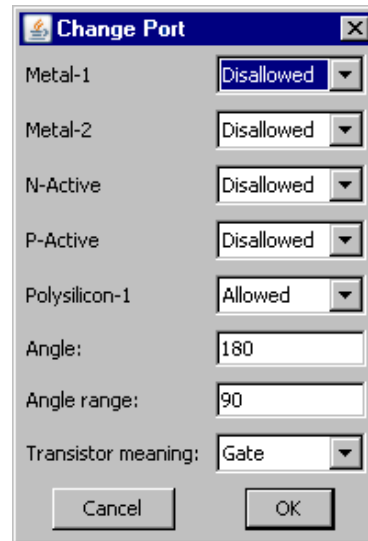 Change Port
Metal-1 Disallowed
Metal-2 Disallowed
N-Active Disallowed
P-Active Disallowed
Polysilicon-1 Allowed
Angle: 180
Angle range: 90
Transistor meaning: Gate
Cancel OK